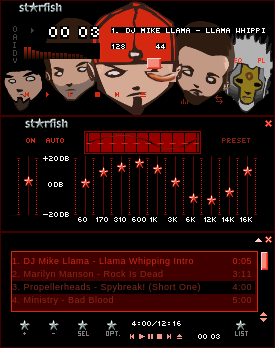 st★rfish
00 03
1. DJ MIKE LLAMA - LLAMA WHIPPI
128
44
O
A
I
D
V
PL
st★rfish
ON AUTO
PRESET
+20DB
0DB
-20DB
60 170 310 600 1K 3K 6K 12K 14K 16K
1. DJ Mike Llama - Llama Whipping Intro 0:05
2. Marilyn Manson - Rock Is Dead 3:11
3. Propellerheads - Spybreak! (Short One) 4:00
4. Ministry - Bad Blood 5:00
4:00/12:16
+ - SEL OPT. 00 03 LIST